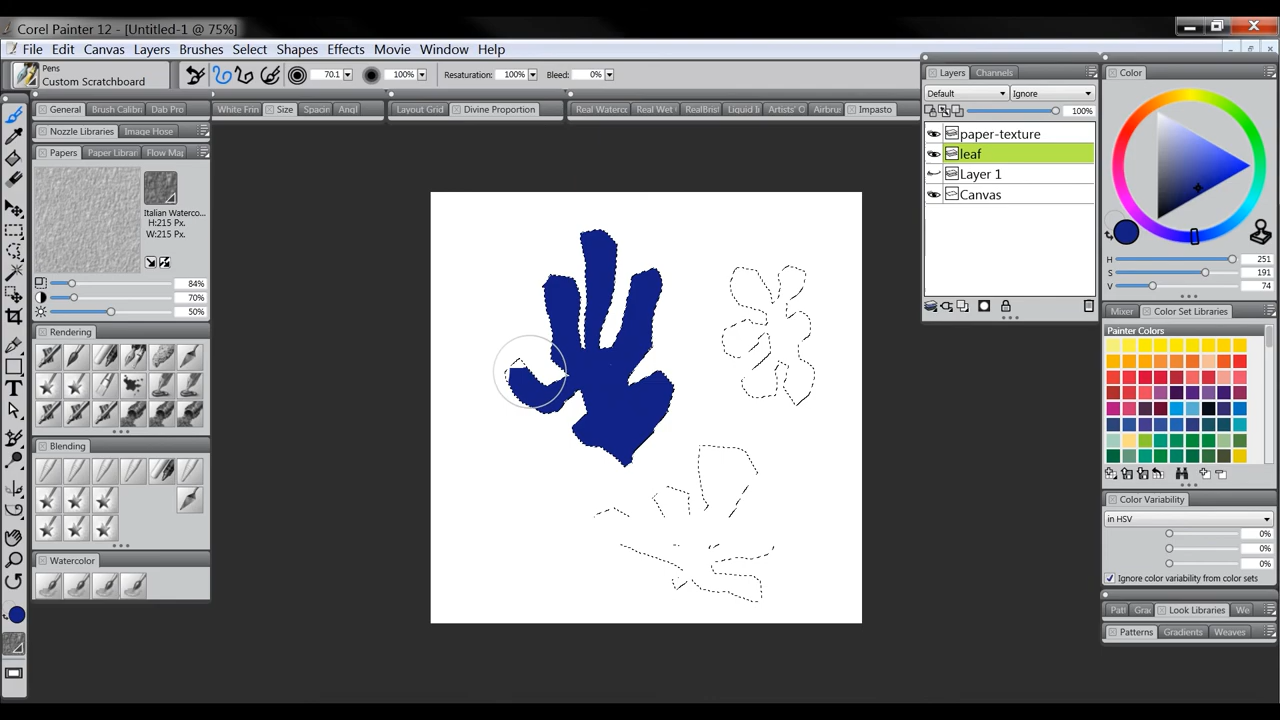 Corel Painter 12 - [Untitled-1 @ 75%]
File Edit Canvas Layers Brushes Select Shapes Effects Movie Window Help
Pens
Custom Scratchboard
70.1 100% Resaturation: 100% Bleed: 0%
General Brush Calibr Dab Pro White Frin Size Spacin Angl Layout Grid Divine Proportion Real Waterc Real Wet RealBrist Liquid I Artists' O Airbru Impasto
Nozzle Libraries Image Hose
Papers Paper Librar Flow Ma
Italian Waterco...
H:215 Px.
W:215 Px.
84%
70%
50%
Rendering
Blending
Watercolor
T
Layers Channels
Default Ignore
100%
paper-texture
leaf
Layer 1
Canvas
Color
H 251
S 191
V 74
Mixer Color Set Libraries
Painter Colors
Color Variability
in HSV
0%
0%
0%
Ignore color variability from color sets
Pat Gra Look Libraries We
Patterns Gradients Weaves